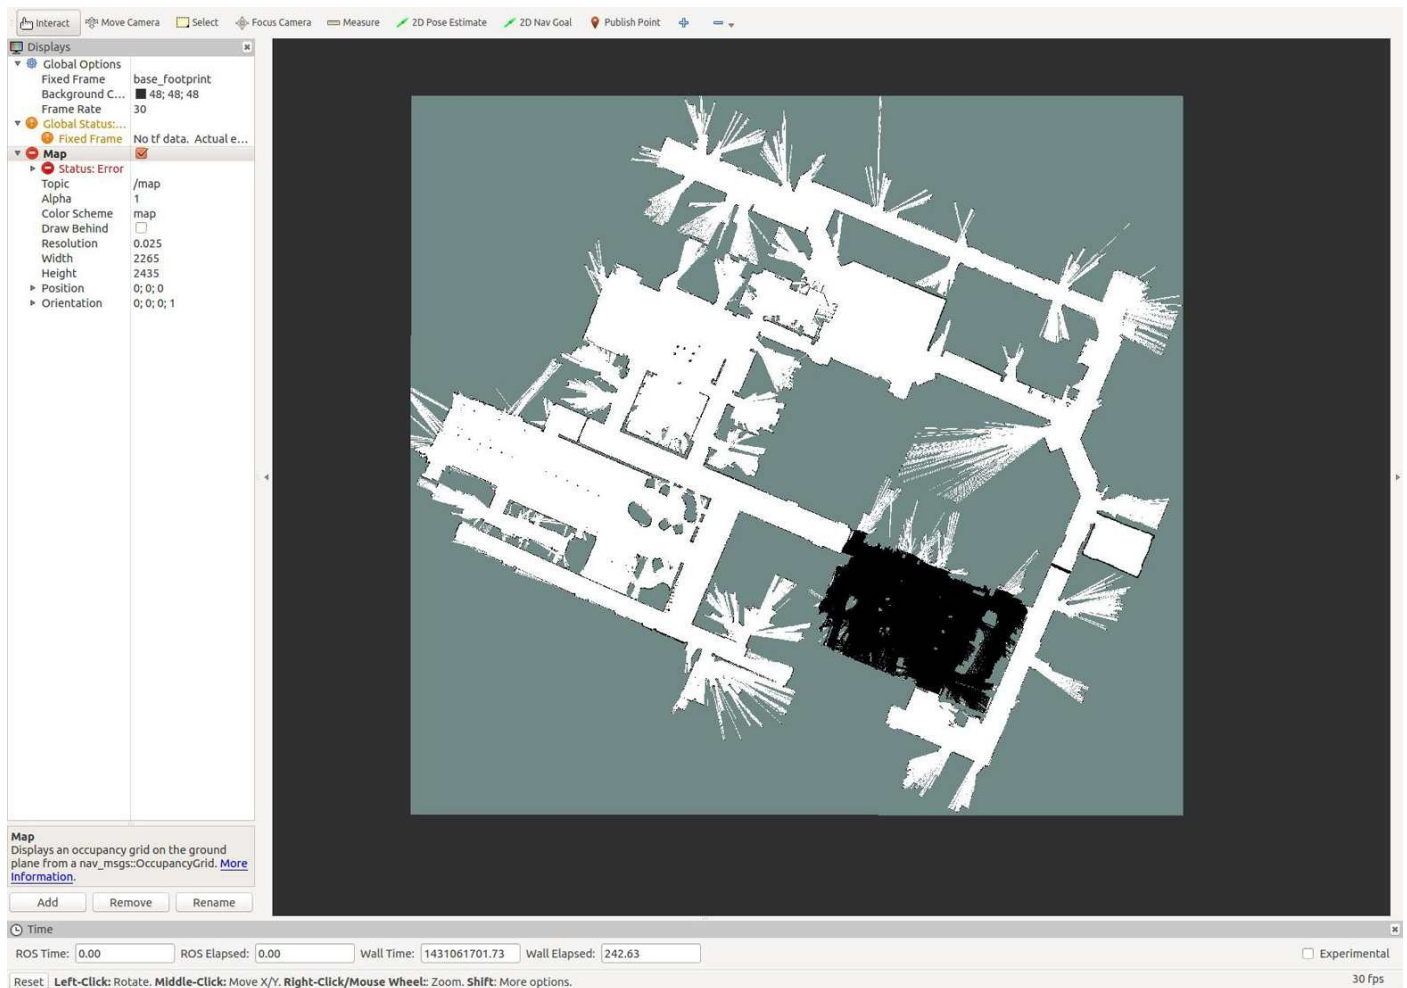 Interact Move Camera Select Focus Camera Measure 2D Pose Estimate 2D Nav Goal Publish Point
Displays
Global Options
Fixed Frame base_footprint
Background C... 48; 48; 48
Frame Rate 30
Global Status:...
Fixed Frame No tf data. Actual e...
Map
Status: Error
Topic /map
Alpha 1
Color Scheme map
Draw Behind
Resolution 0.025
Width 2265
Height 2435
Position 0; 0; 0
Orientation 0; 0; 0; 1
Map
Displays an occupancy grid on the ground
plane from a nav_msgs::OccupancyGrid. More
Information.
Add Remove Rename
Time
ROS Time: 0.00 ROS Elapsed: 0.00 Wall Time: 1431061701.73 Wall Elapsed: 242.63 Experimental
Reset Left-Click: Rotate. Middle-Click: Move X/Y. Right-Click/Mouse Wheel:: Zoom. Shift: More options. 30 fps